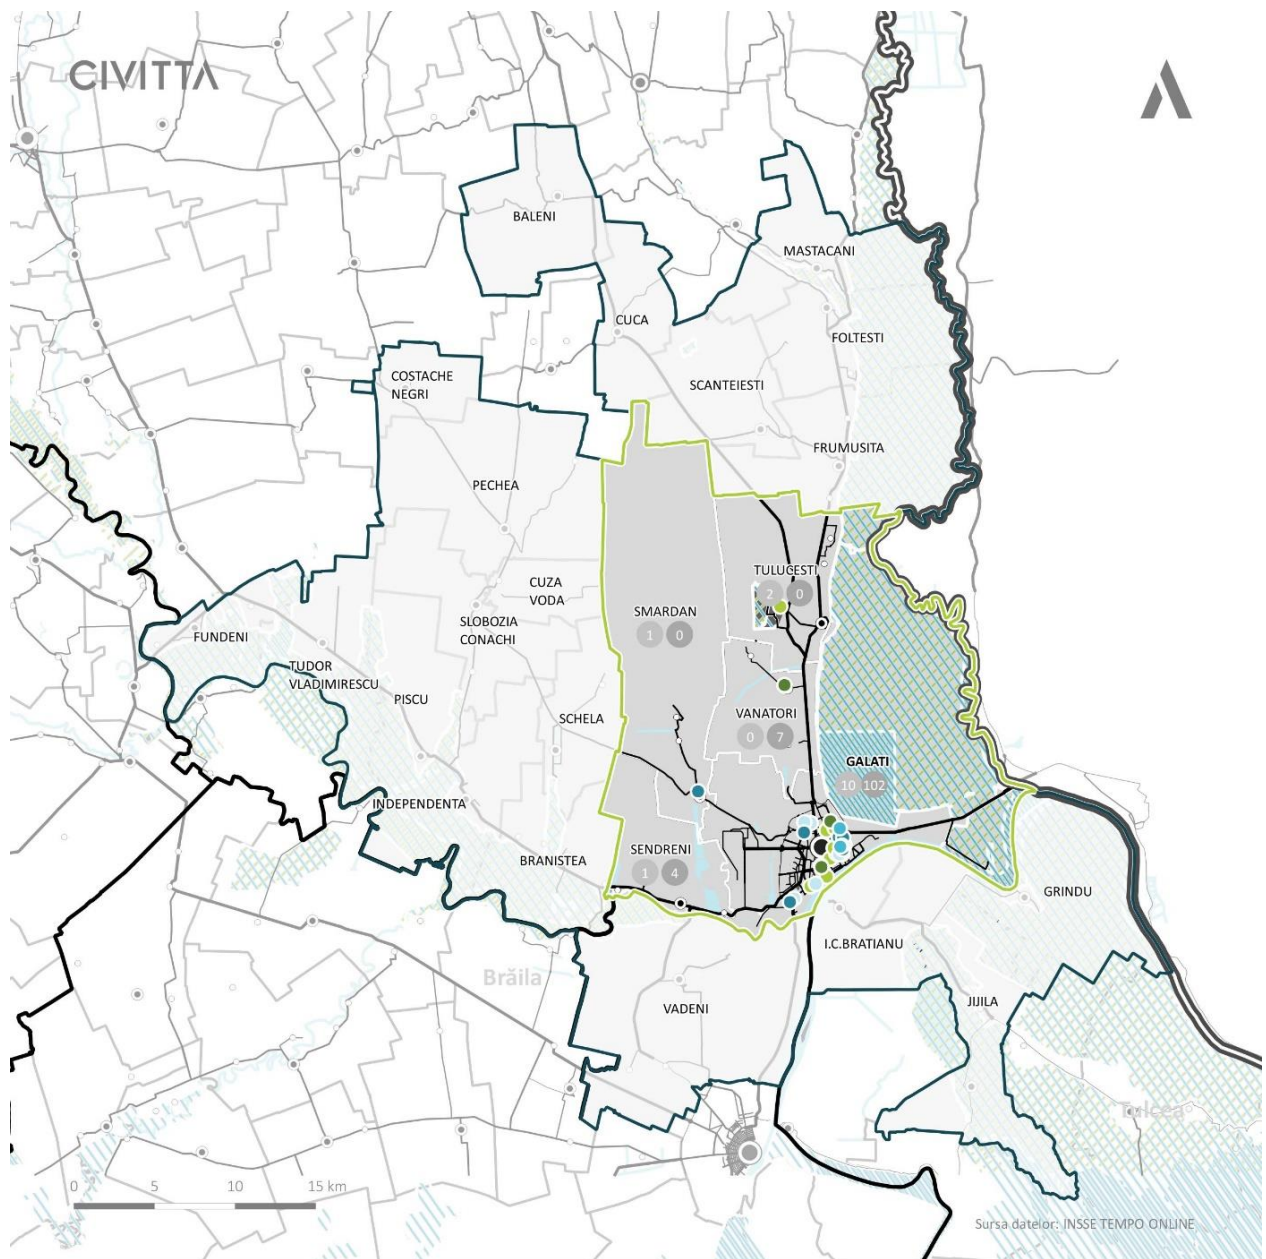 CIVITTA
BALENI
MASTACANI
CUCA
FOLTESTI
COSTACHE
NEGRI
SCANTEIESTI
FRUMUSITA
PECHEA
TULUCESTI
2 0
CUZA
VODA
SMARDAN
1 0
SLOBOZIA
CONACHI
FUNDENI
TUDOR
VLADIMIRESCU
PISCU
SCHELA
VANATORI
0 7
GALATI
10 102
INDEPENDENTA
SENDRENI
1 4
BRANISTEA
GRINDU
I.C.BRATIANU
Brăila
VADENI
JIJILA
Tulcea
0 5 10 15 km
Sursa datelor: INSSE TEMPO ONLINE